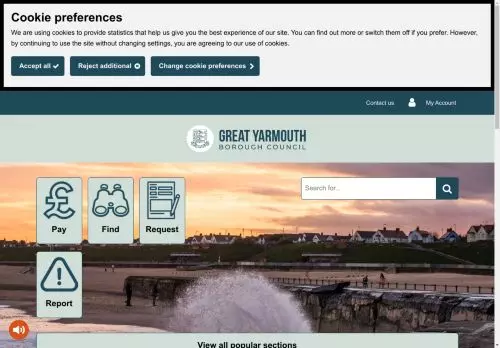 Cookie preferences
We are using cookies to provide statistics that help us give you the best experience of our site. You can find out more or switch them off if you prefer. However,
by continuing to use the site without changing settings, you are agreeing to our use of cookies.
Accept all
Reject additional
Change cookie preferences
Contact us
My Account
GREAT YARMOUTH
BOROUGH COUNCIL
Pay
Find
Request
Search for...
Report
View all popular sections